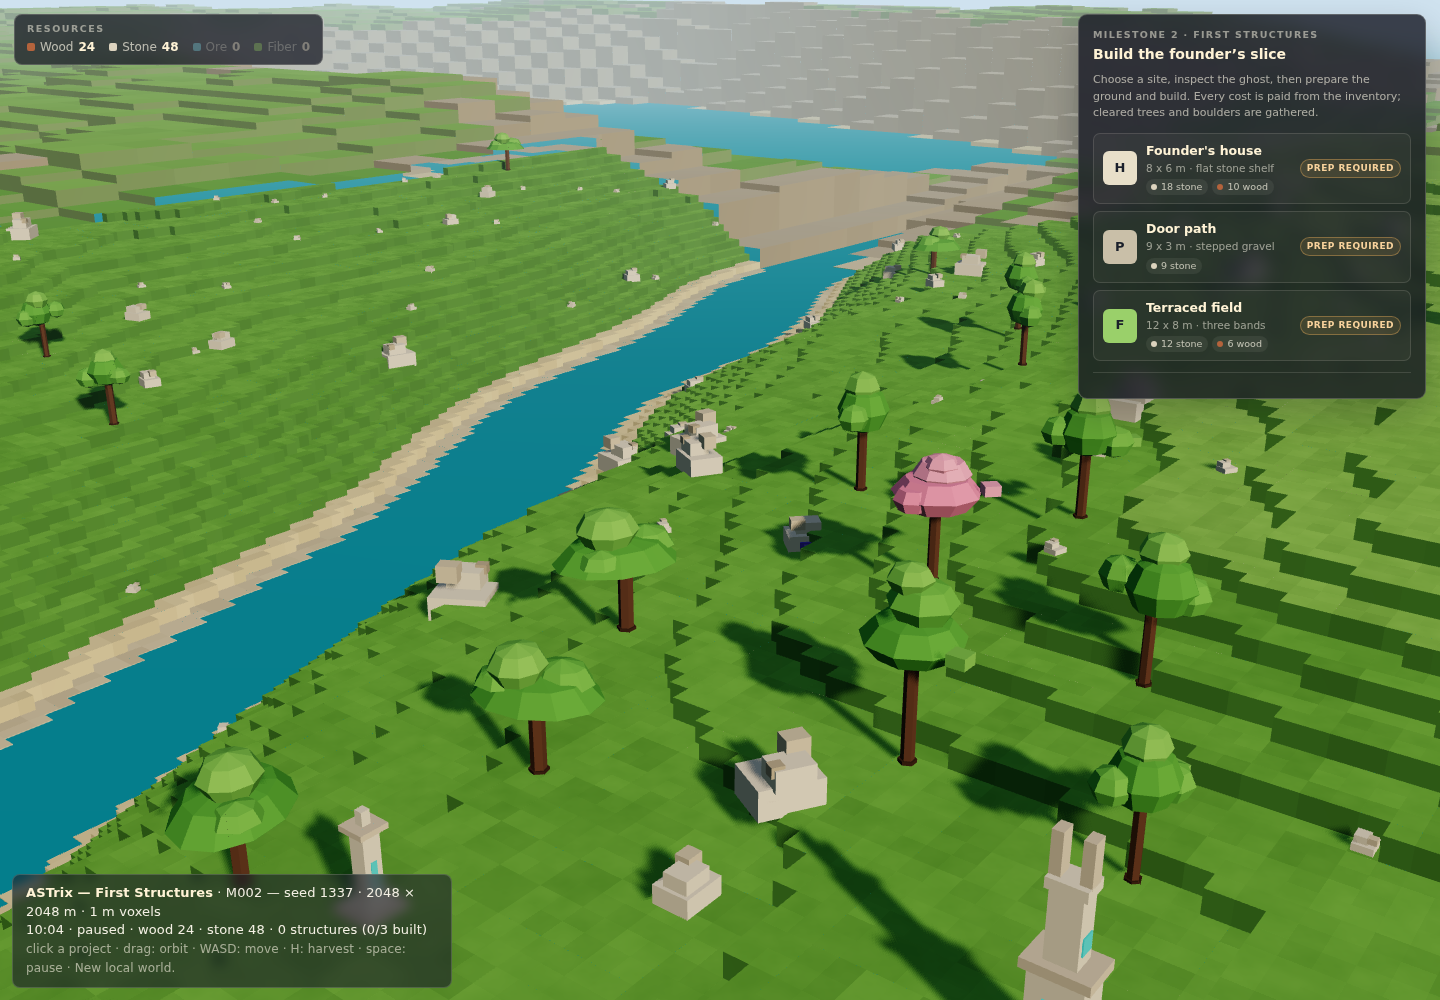 RESOURCES
Wood 24 Stone 48 Ore 0 Fiber 0
MILESTONE 2 · FIRST STRUCTURES
Build the founder’s slice
Choose a site, inspect the ghost, then prepare the
ground and build. Every cost is paid from the inventory;
cleared trees and boulders are gathered.
H
Founder's house
8 x 6 m · flat stone shelf
18 stone 10 wood
PREP REQUIRED
P
Door path
9 x 3 m · stepped gravel
9 stone
PREP REQUIRED
F
Terraced field
12 x 8 m · three bands
12 stone 6 wood
PREP REQUIRED
ASTrix — First Structures · M002 — seed 1337 · 2048 ×
2048 m · 1 m voxels
10:04 · paused · wood 24 · stone 48 · 0 structures (0/3 built)
click a project · drag: orbit · WASD: move · H: harvest · space:
pause · New local world.